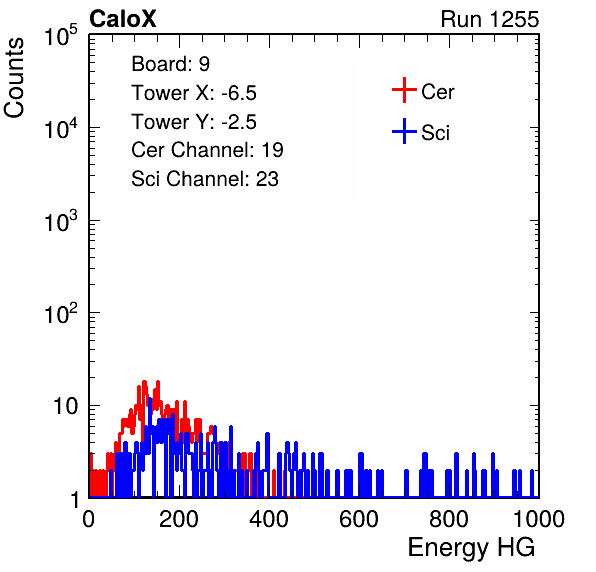 CaloX Run 1255
Counts
Board: 9
Tower X: -6.5
Tower Y: -2.5
Cer Channel: 19
Sci Channel: 23
Cer
Sci
10^5
10^4
10^3
10^2
10
1
0 200 400 600 800 1000
Energy HG